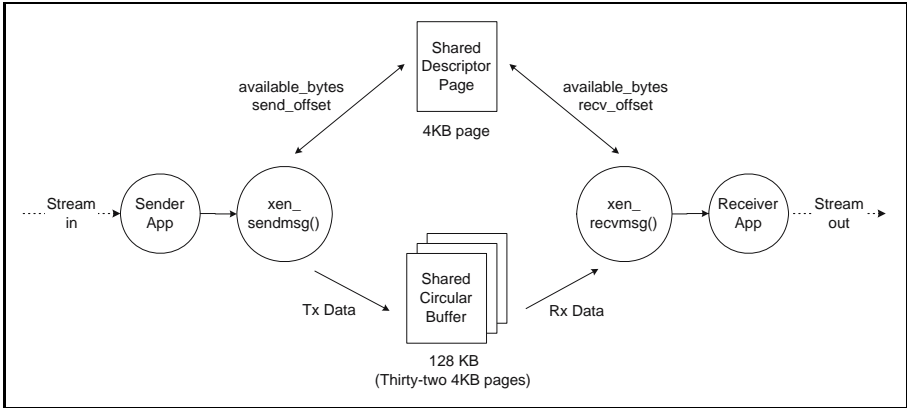 Shared
Descriptor
Page
4KB page
available_bytes
send_offset
available_bytes
recv_offset
Stream
in
Sender
App
xen_
sendmsg()
xen_
recvmsg()
Receiver
App
Stream
out
Tx Data
Shared
Circular
Buffer
Rx Data
128 KB
(Thirty-two 4KB pages)